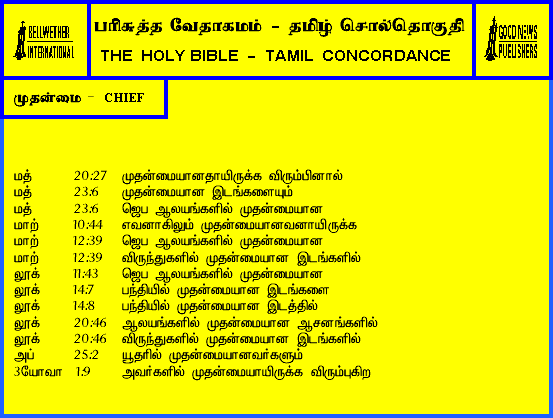 BELLWETHER
INTERNATIONAL
பரிசுத்த வேதாகமம் - தமிழ் சொல்தொகுதி
THE HOLY BIBLE - TAMIL CONCORDANCE
GOOD NEWS
PUBLISHERS
முதன்மை - CHIEF
மத் 20:27 முதன்மையானதாயிருக்க விரும்பினால்
மத் 23:6 முதன்மையான இடங்களையும்
மத் 23:6 ஜெப ஆலயங்களில் முதன்மையான
மாற் 10:44 எவனாகிலும் முதன்மையானவனாயிருக்க
மாற் 12:39 ஜெப ஆலயங்களில் முதன்மையான
மாற் 12:39 விருந்துகளில் முதன்மையான இடங்களில்
லூக் 11:43 ஜெப ஆலயங்களில் முதன்மையான
லூக் 14:7 பந்தியில் முதன்மையான இடங்களை
லூக் 14:8 பந்தியில் முதன்மையான இடத்தில்
லூக் 20:46 ஆலயங்களில் முதன்மையான ஆசனங்களில்
லூக் 20:46 விருந்துகளில் முதன்மையான இடங்களில்
அப் 25:2 யூதரில் முதன்மையானவர்களும்
3யோவா 1:9 அவர்களில் முதன்மையாயிருக்க விரும்புகிற